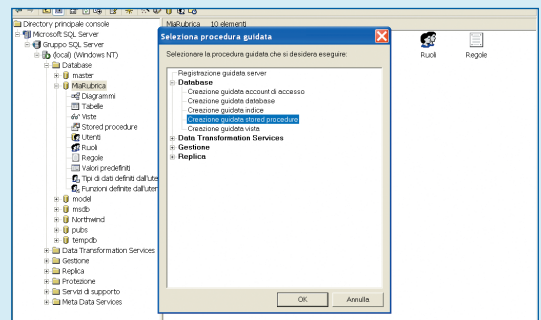 Directory principale console
Microsoft SQL Server
Gruppo SQL Server
(local) (Windows NT)
Database
master
MiaRubrica
Diagrammi
Tabelle
Viste
Stored procedure
Utenti
Ruoli
Regole
Valori predefiniti
Tipi di dati definiti dall'ute
Funzioni definite dall'uter
model
msdb
Northwind
pubs
tempdb
Data Transformation Services
Gestione
Replica
Protezione
Servizi di supporto
Meta Data Services
MiaRubrica 10 elementi
Ruoli
Regole
Seleziona procedura guidata
Selezionare la procedura guidata che si desidera eseguire:
Registrazione guidata server
Database
Creazione guidata account di accesso
Creazione guidata database
Creazione guidata indice
Creazione guidata stored procedure
Creazione guidata vista
Data Transformation Services
Gestione
Replica
OK
Annulla